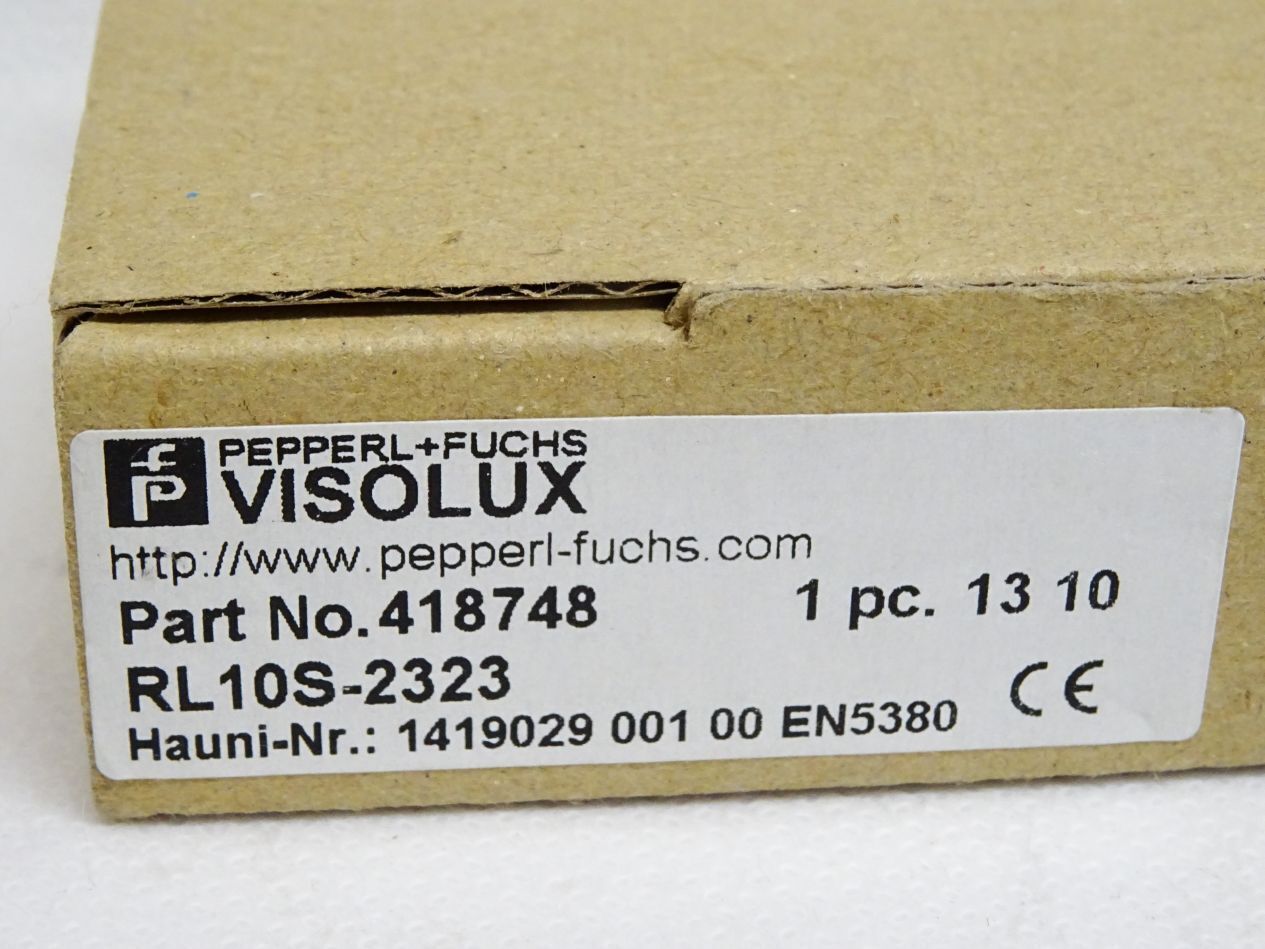 PEPPERL+FUCHS
VISOLUX
http://www.pepperl-fuchs.com
Part No. 418748 1 pc. 13 10
RL10S-2323
Hauni-Nr.: 1419029 001 00 EN5380 CE